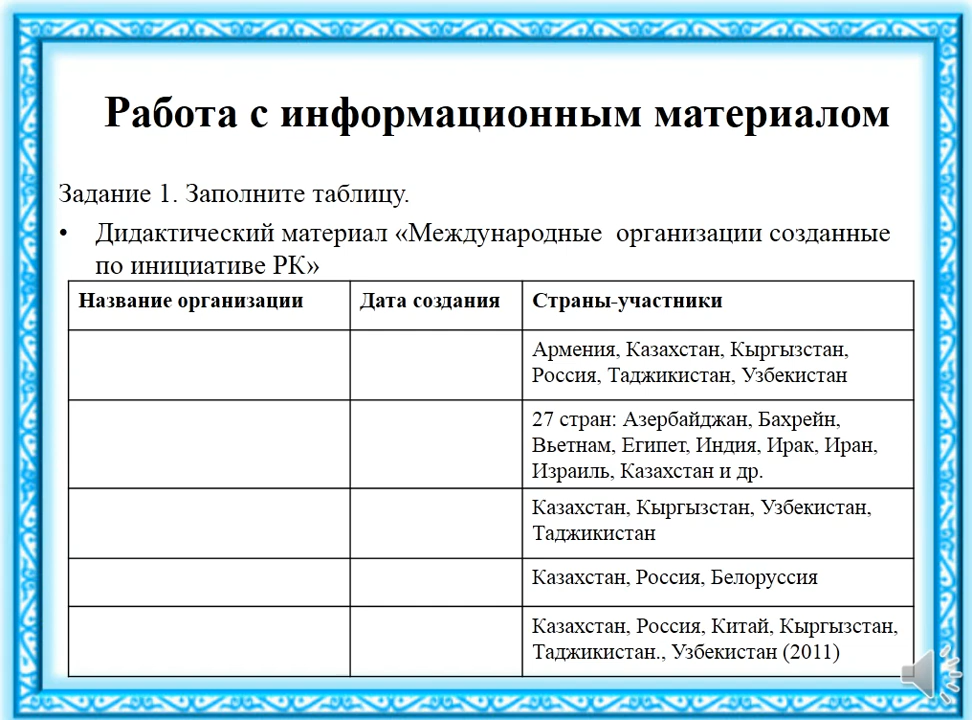 Работа с информационным материалом
Задание 1. Заполните таблицу.
• Дидактический материал «Международные организации созданные
по инициативе РК»
Название организации Дата создания Страны-участники
Армения, Казахстан, Кыргызстан,
Россия, Таджикистан, Узбекистан
27 стран: Азербайджан, Бахрейн,
Вьетнам, Египет, Индия, Ирак, Иран,
Израиль, Казахстан и др.
Казахстан, Кыргызстан, Узбекистан,
Таджикистан
Казахстан, Россия, Белоруссия
Казахстан, Россия, Китай, Кыргызстан,
Таджикистан., Узбекистан (2011)